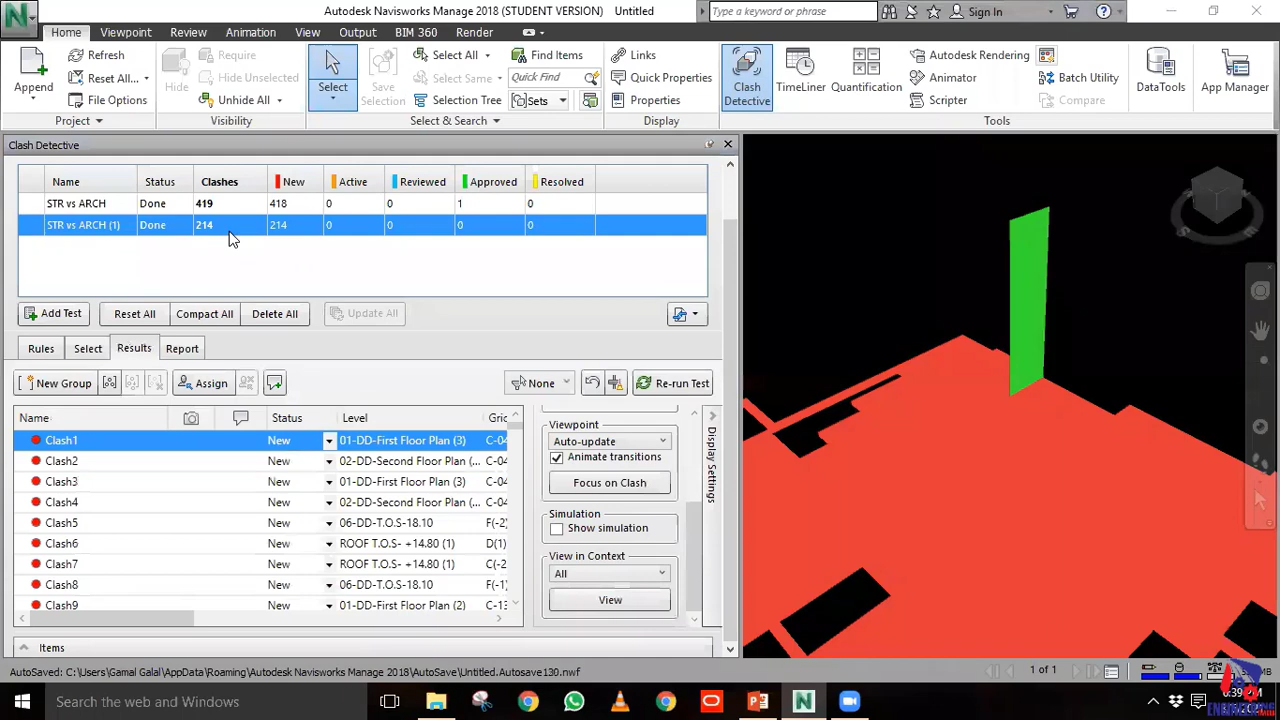 Autodesk Navisworks Manage 2018 (STUDENT VERSION) Untitled
Type a keyword or phrase
Sign In
Home Viewpoint Review Animation View Output BIM 360 Render
Append
Refresh
Reset All...
File Options
Project
Hide
Require
Hide Unselected
Unhide All
Visibility
Select
Save Selection
Select All
Select Same
Selection Tree
Find Items
Quick Find
Sets
Select & Search
Links
Quick Properties
Properties
Display
Clash Detective
TimeLiner
Quantification
Autodesk Rendering
Animator
Scripter
Batch Utility
Compare
DataTools
App Manager
Tools
Clash Detective
Name Status Clashes New Active Reviewed Approved Resolved
STR vs ARCH Done 419 418 0 0 1 0
STR vs ARCH (1) Done 214 214 0 0 0 0
Add Test Reset All Compact All Delete All Update All
Rules Select Results Report
New Group Assign None Re-run Test
Name Status Level
Clash1 New 01-DD-First Floor Plan (3) C-04
Clash2 New 02-DD-Second Floor Plan (... C-04
Clash3 New 01-DD-First Floor Plan (3) C-04
Clash4 New 02-DD-Second Floor Plan (... C-04
Clash5 New 06-DD-T.O.S-18.10 F(-2)
Clash6 New ROOF T.O.S- +14.80 (1) D(1)
Clash7 New ROOF T.O.S- +14.80 (1) C(-2
Clash8 New 06-DD-T.O.S-18.10 F(-1)
Clash9 New 01-DD-First Floor Plan (2) C-13
Viewpoint
Auto-update
Animate transitions
Focus on Clash
Simulation
Show simulation
View in Context
All
View
Display Settings
Items
AutoSaved: C:\Users\Gamal Galal\AppData\Roaming\Autodesk Navisworks Manage 2018\AutoSave\Untitled.Autosave130.nwf
1 of 1
Search the web and Windows
ENGINEERING